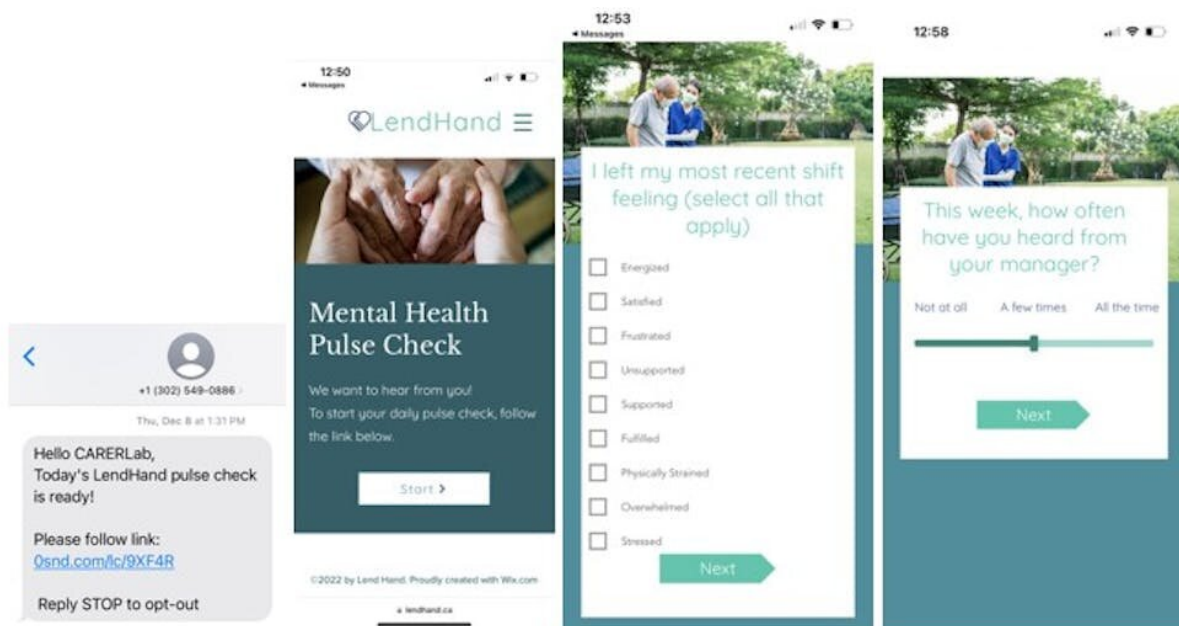 +1 (302) 549-0886
Thu, Dec 8 at 1:31 PM
Hello CARERLab,
Today's LendHand pulse check
is ready!
Please follow link:
0snd.com/lc/9XF4R
Reply STOP to opt-out
12:50
Messages
LendHand
Mental Health
Pulse Check
We want to hear from you!
To start your daily pulse check, follow
the link below.
Start >
©2022 by Lend Hand. Proudly created with Wix.com
lendhand.ca
12:53
Messages
I left my most recent shift
feeling (select all that
apply)
Energized
Satisfied
Frustrated
Unsupported
Supported
Fulfilled
Physically Strained
Overwhelmed
Stressed
Next
12:58
This week, how often
have you heard from
your manager?
Not at all A few times All the time
Next